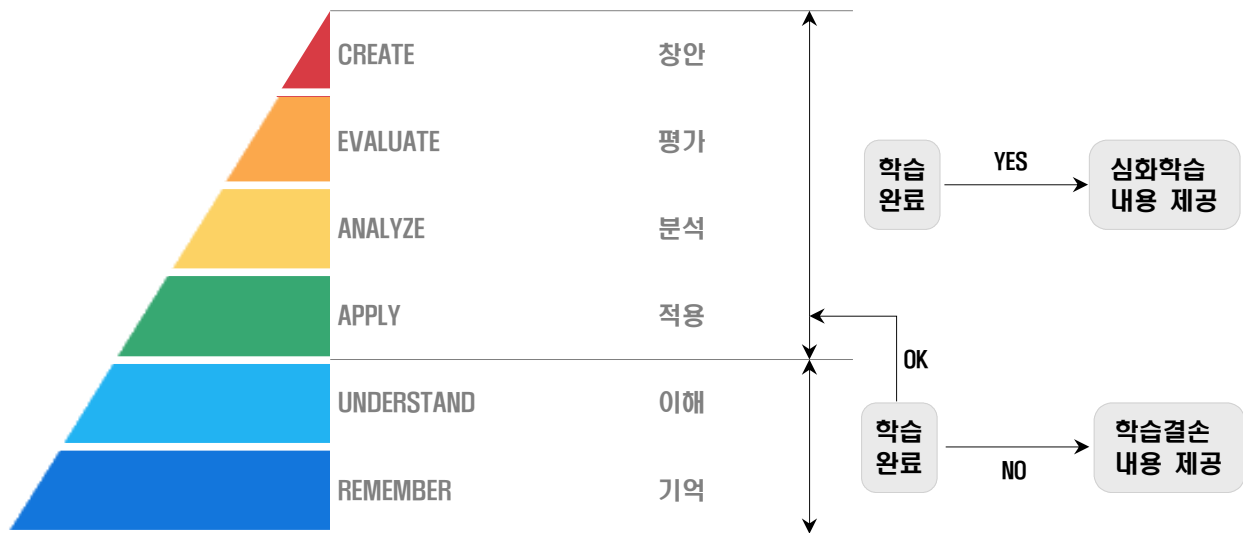 CREATE 창안
EVALUATE 평가
ANALYZE 분석
APPLY 적용
UNDERSTAND 이해
REMEMBER 기억
학습
완료
YES
심화학습
내용 제공
OK
학습
완료
NO
학습결손
내용 제공